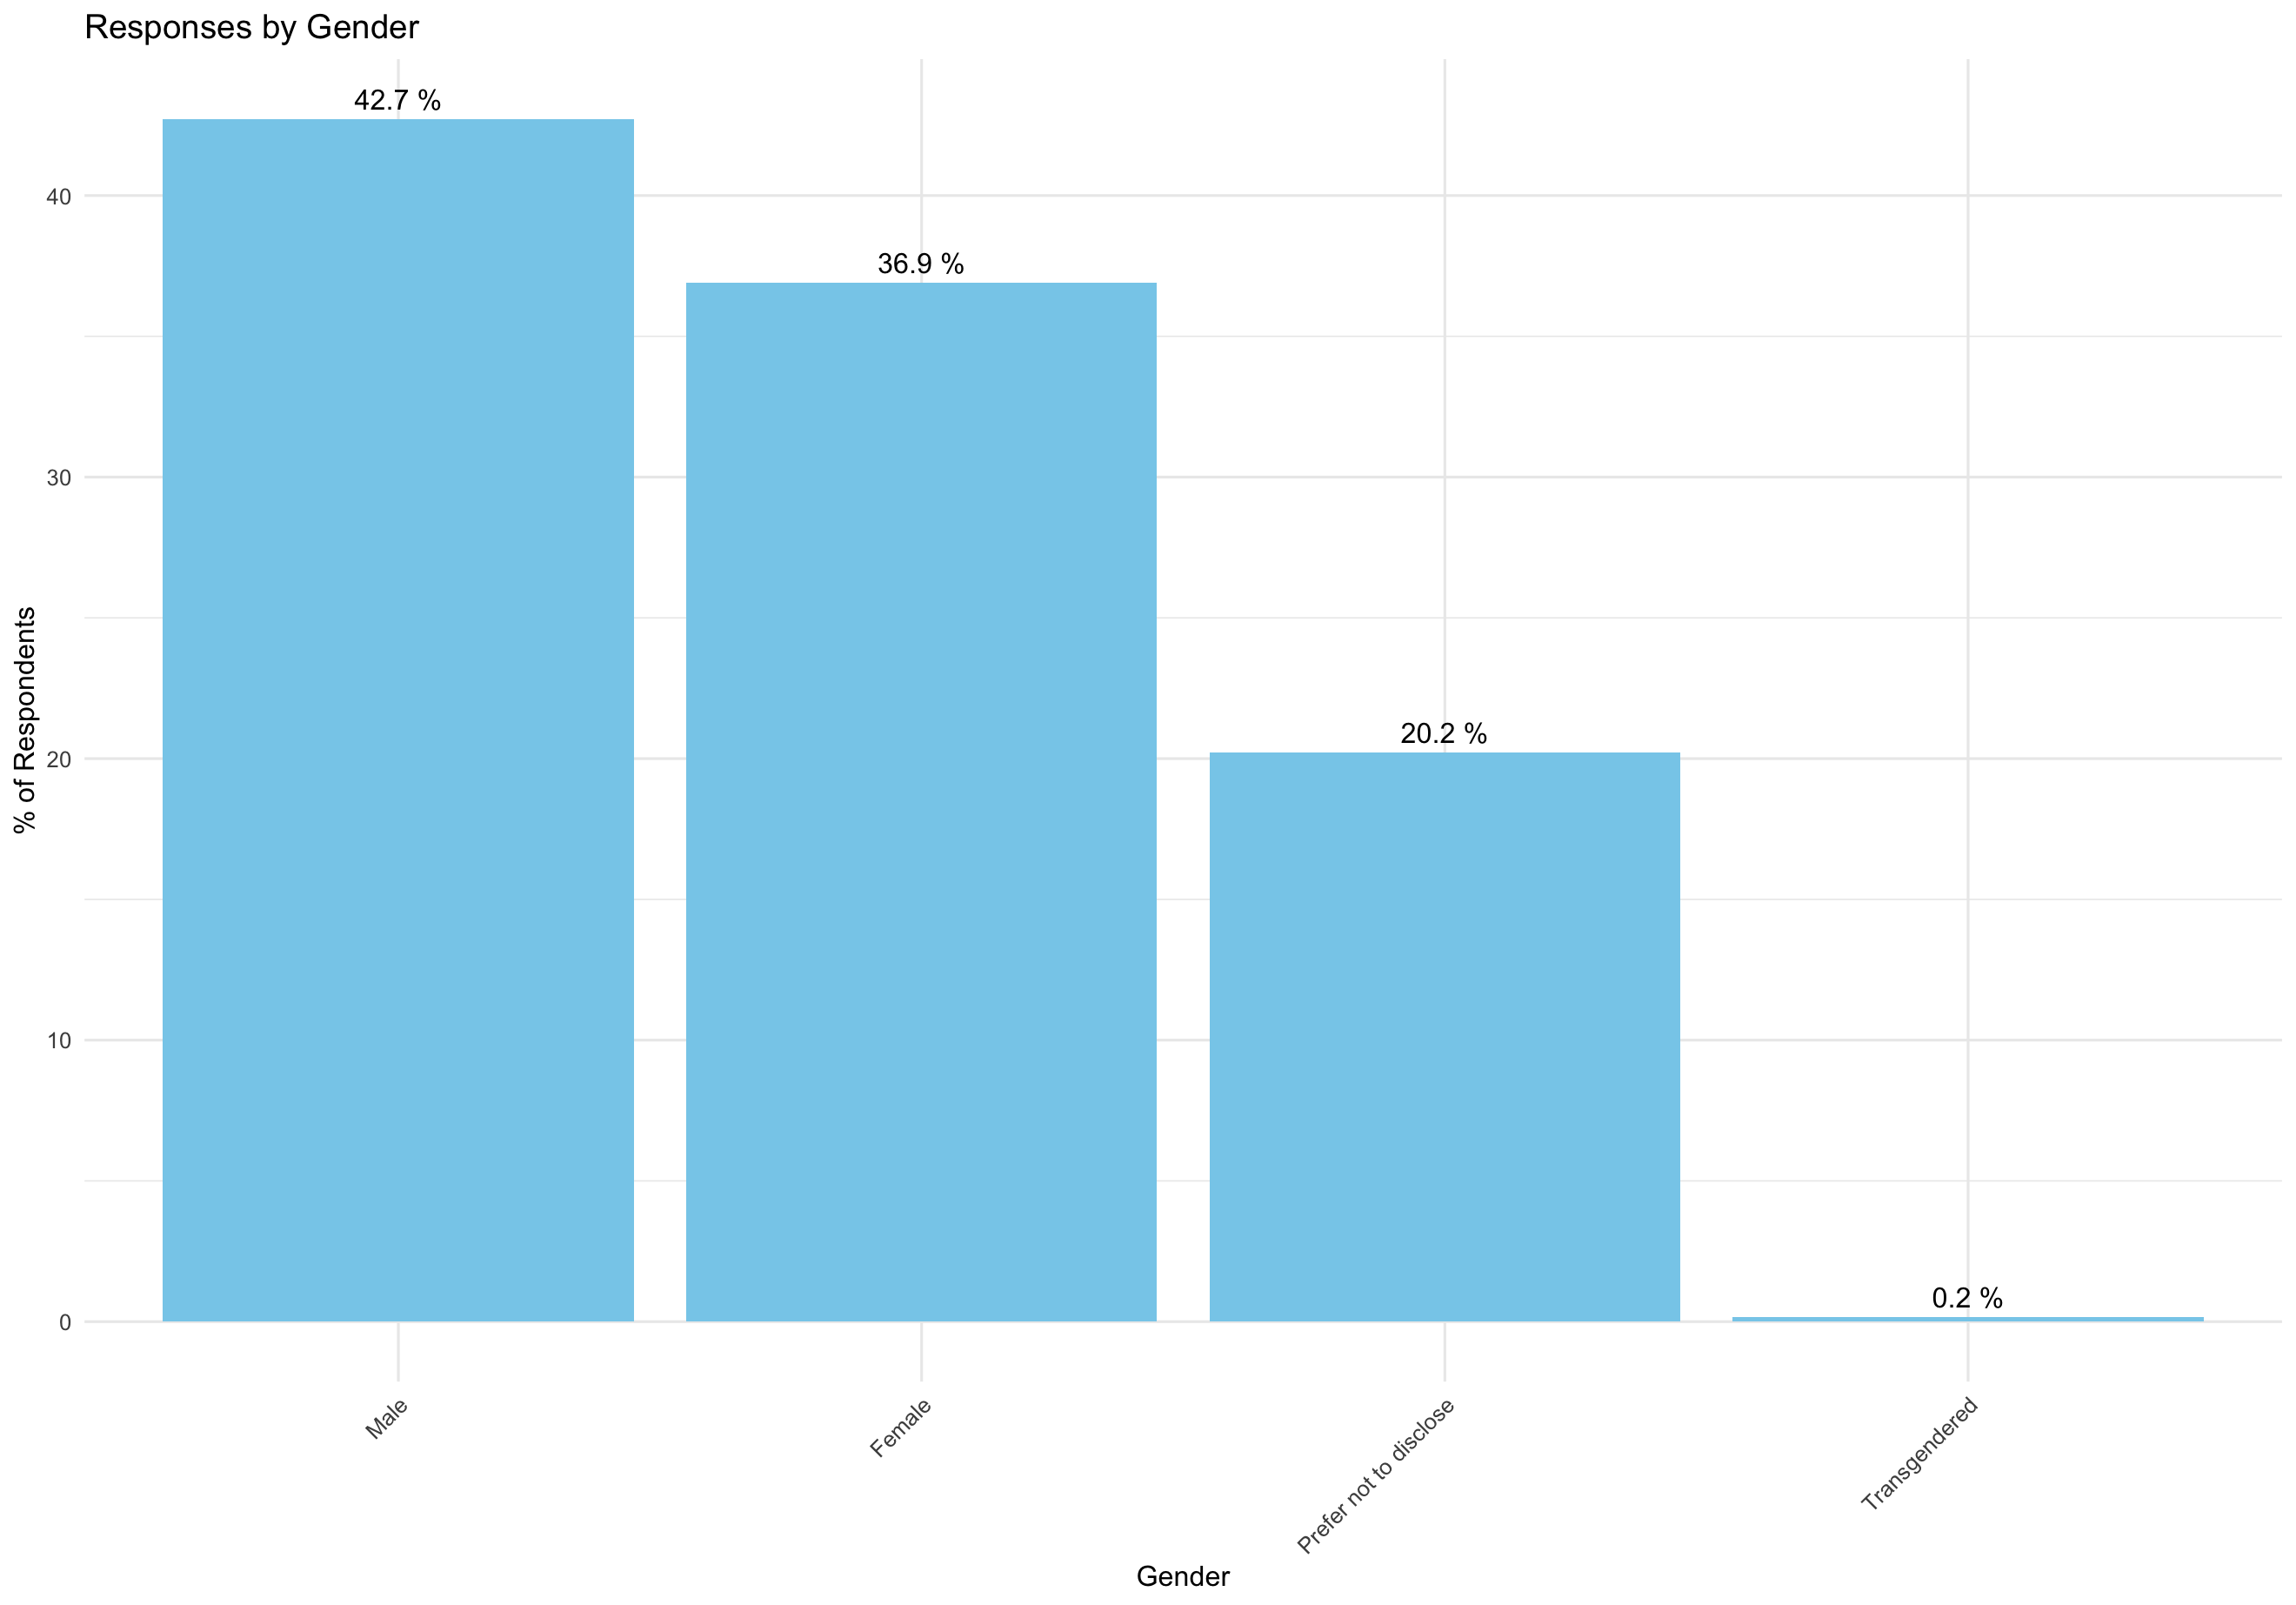 Responses by Gender
% of Respondents
40
30
20
10
0
42.7 %
36.9 %
20.2 %
0.2 %
Male
Female
Prefer not to disclose
Transgendered
Gender